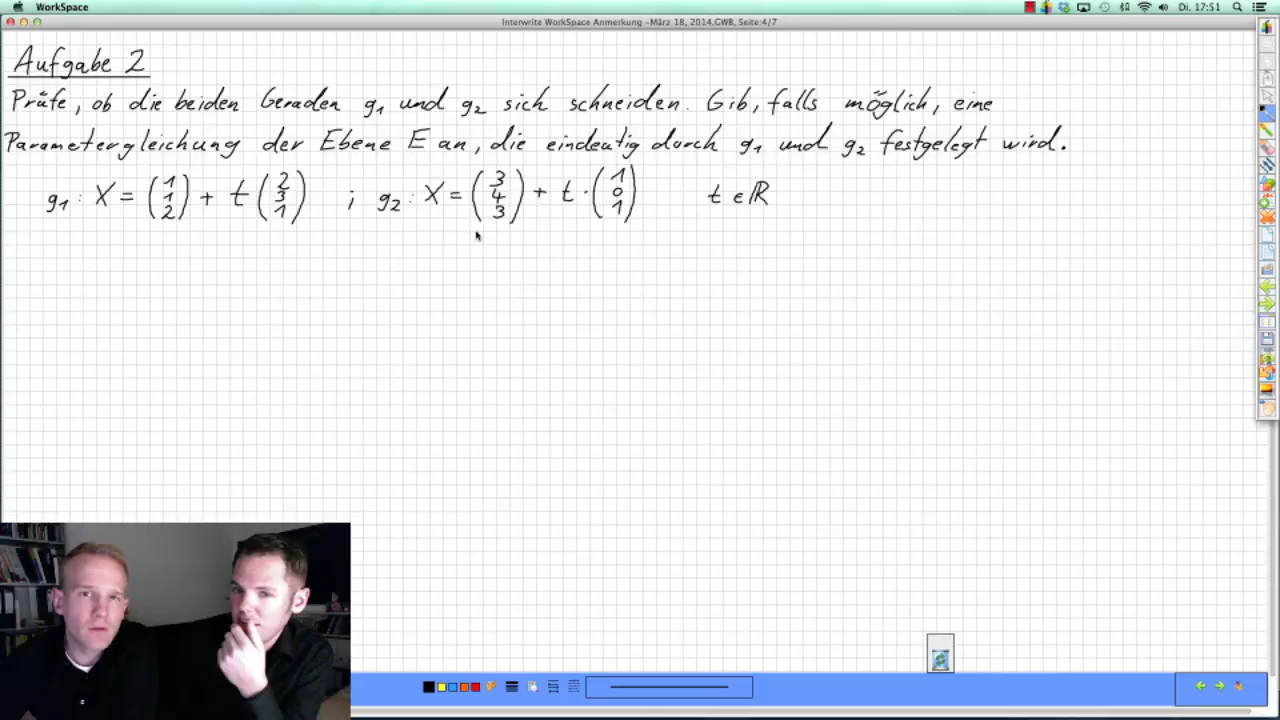 WorkSpace
Di. 17:51
Interwrite WorkSpace Anmerkung -März 18, 2014.GWB, Seite:4/7
Aufgabe 2
Prüfe, ob die beiden Geraden g₁ und g₂ sich schneiden. Gib, falls möglich, eine
Parametergleichung der Ebene E an, die eindeutig durch g₁ und g₂ festgelegt wird.
g₁: X = (1 1 2) + t (2 3 1) ; g₂: X = (3 4 3) + t · (1 0 1) t ∈ ℝ